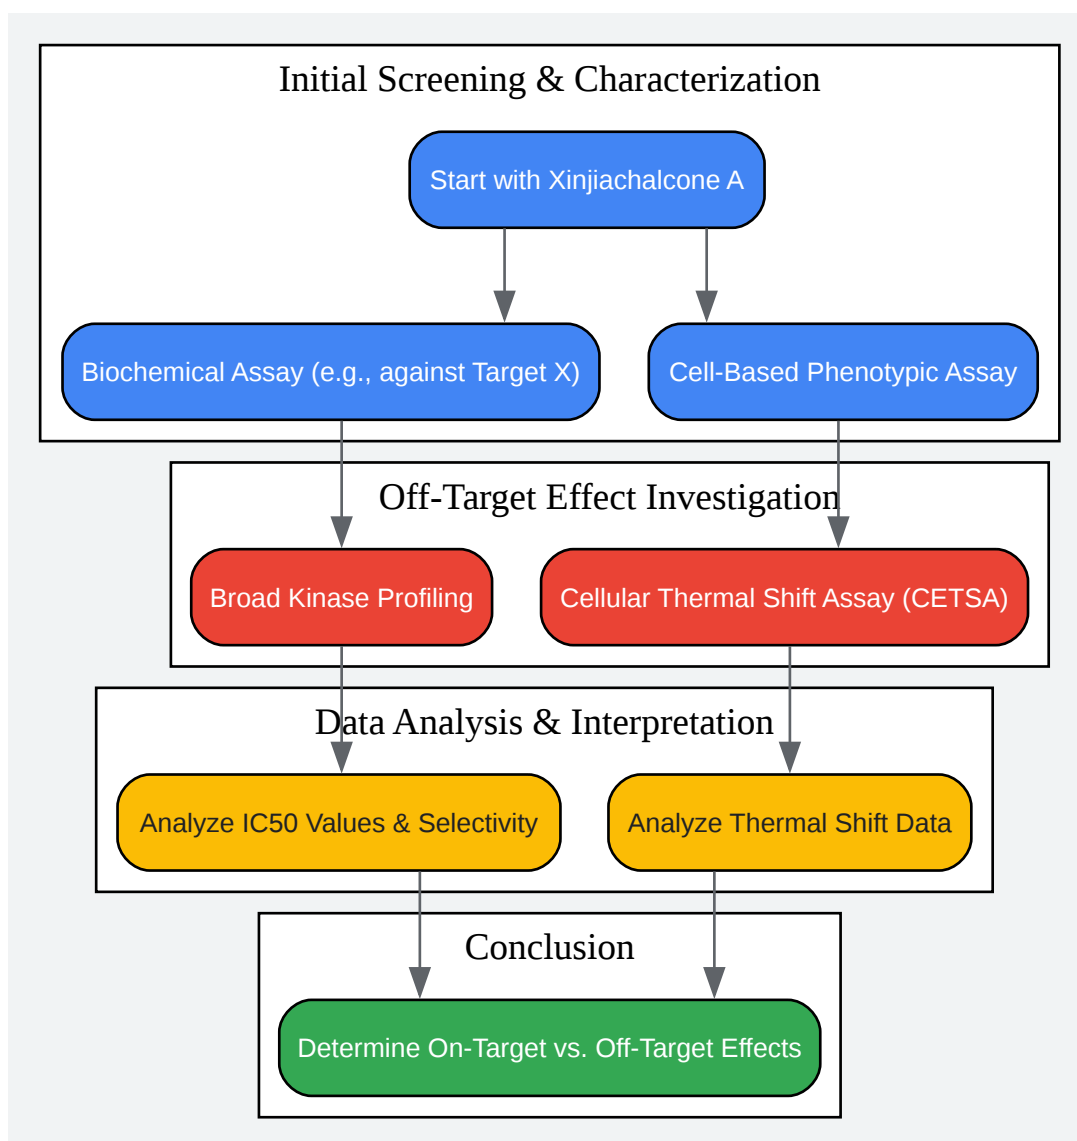 Initial Screening & Characterization
Start with Xinjiachalcone A
Biochemical Assay (e.g., against Target X)
Cell-Based Phenotypic Assay
Off-Target Effect Investigation
Broad Kinase Profiling
Cellular Thermal Shift Assay (CETSA)
Data Analysis & Interpretation
Analyze IC50 Values & Selectivity
Analyze Thermal Shift Data
Conclusion
Determine On-Target vs. Off-Target Effects